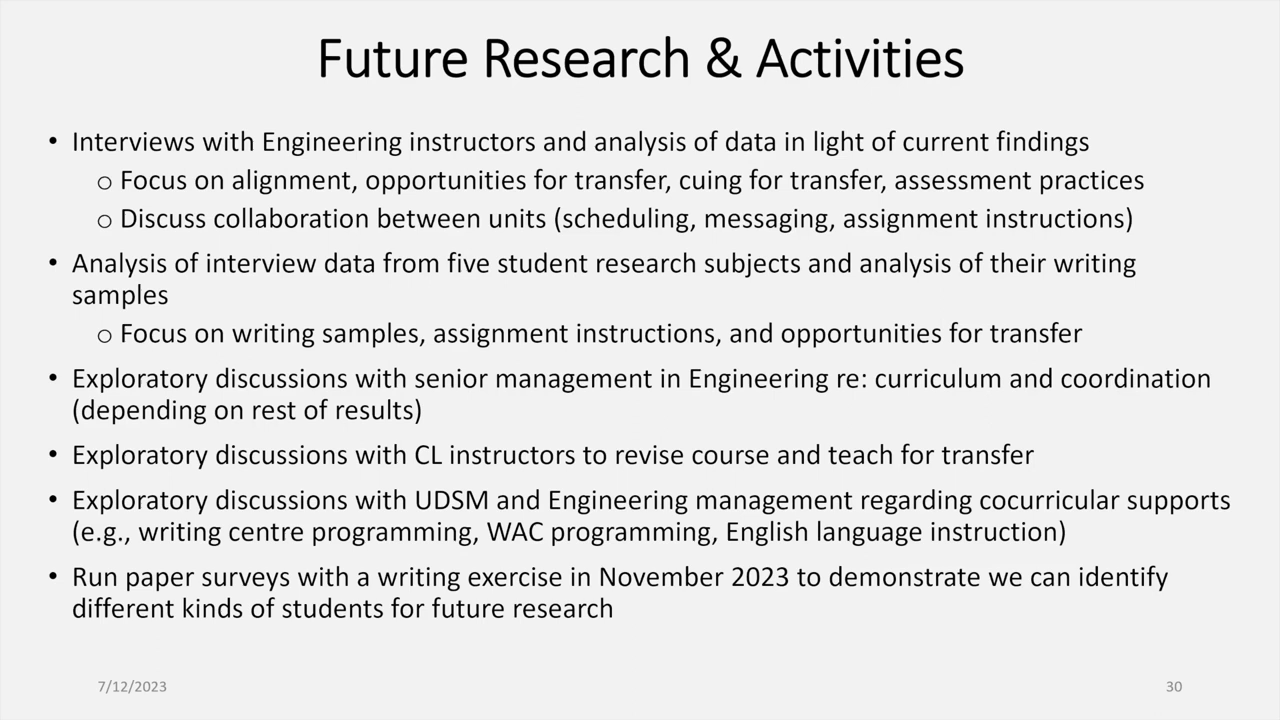 Future Research & Activities
• Interviews with Engineering instructors and analysis of data in light of current findings
o Focus on alignment, opportunities for transfer, cuing for transfer, assessment practices
o Discuss collaboration between units (scheduling, messaging, assignment instructions)
• Analysis of interview data from five student research subjects and analysis of their writing
samples
o Focus on writing samples, assignment instructions, and opportunities for transfer
• Exploratory discussions with senior management in Engineering re: curriculum and coordination
(depending on rest of results)
• Exploratory discussions with CL instructors to revise course and teach for transfer
• Exploratory discussions with UDSM and Engineering management regarding cocurricular supports
(e.g., writing centre programming, WAC programming, English language instruction)
• Run paper surveys with a writing exercise in November 2023 to demonstrate we can identify
different kinds of students for future research
7/12/2023
30